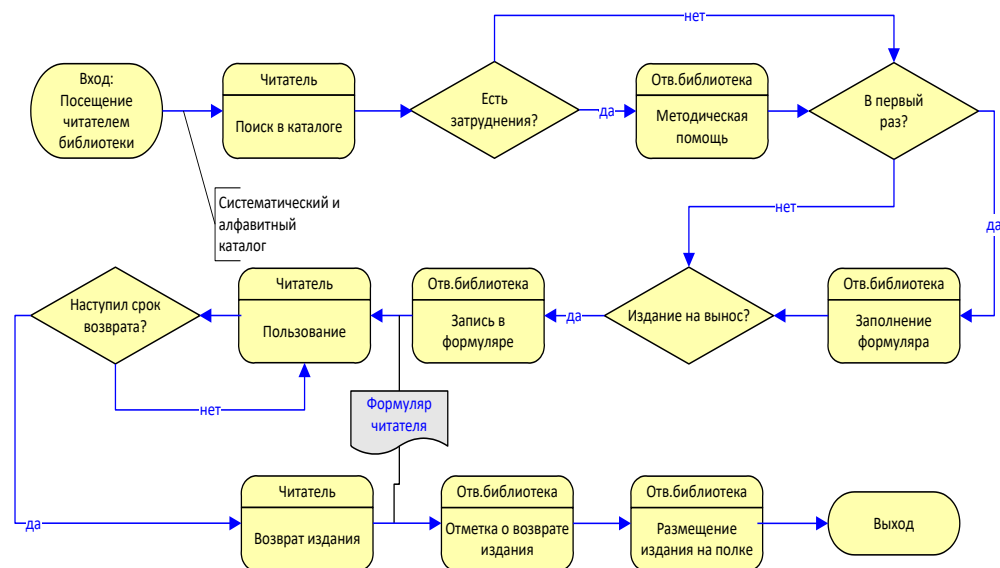 нет
Вход:
Посещение
читателем
библиотеки
Читатель
Поиск в каталоге
Есть
затруднения?
да
Отв.библиотека
Методическая
помощь
В первый
раз?
Систематический и
алфавитный
каталог
нет
да
Наступил срок
возврата?
Читатель
Пользование
Отв.библиотека
Запись в
формуляре
да
Издание на вынос?
Отв.библиотека
Заполнение
формуляра
нет
Формуляр
читателя
да
Читатель
Возврат издания
Отв.библиотека
Отметка о возврате
издания
Отв.библиотека
Размещение
издания на полке
Выход